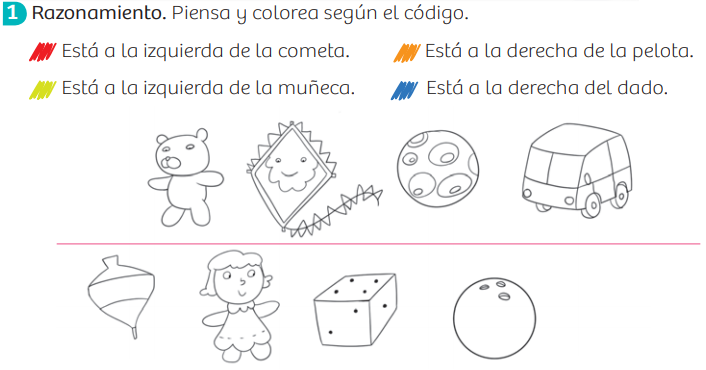 1 Razonamiento. Piensa y colorea según el código.
Está a la izquierda de la cometa. Está a la derecha de la pelota.
Está a la izquierda de la muñeca. Está a la derecha del dado.